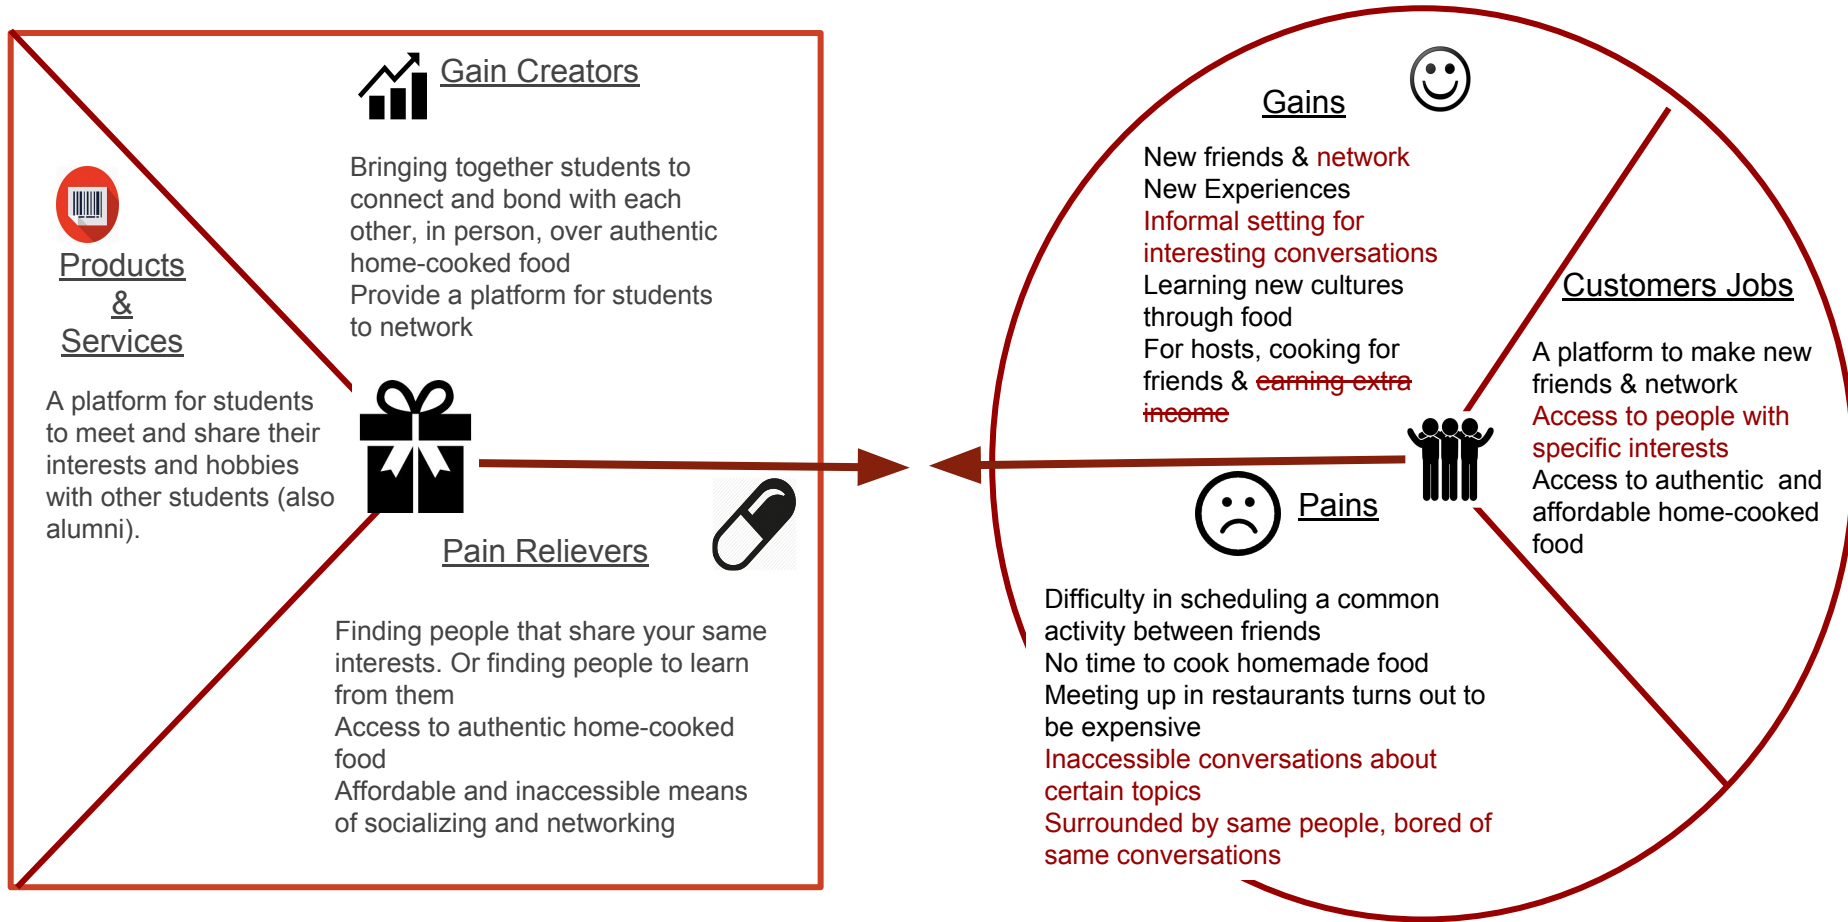 Gain Creators
Bringing together students to
connect and bond with each
other, in person, over authentic
home-cooked food
Provide a platform for students
to network
Products
&
Services
A platform for students
to meet and share their
interests and hobbies
with other students (also
alumni).
Pain Relievers
Finding people that share your same
interests. Or finding people to learn
from them
Access to authentic home-cooked
food
Affordable and inaccessible means
of socializing and networking
Gains
New friends & network
New Experiences
Informal setting for
interesting conversations
Learning new cultures
through food
For hosts, cooking for
friends & earning extra
income
Customers Jobs
A platform to make new
friends & network
Access to people with
specific interests
Access to authentic  and
affordable home-cooked
food
Pains
Difficulty in scheduling a common
activity between friends
No time to cook homemade food
Meeting up in restaurants turns out to
be expensive
Inaccessible conversations about
certain topics
Surrounded by same people, bored of
same conversations